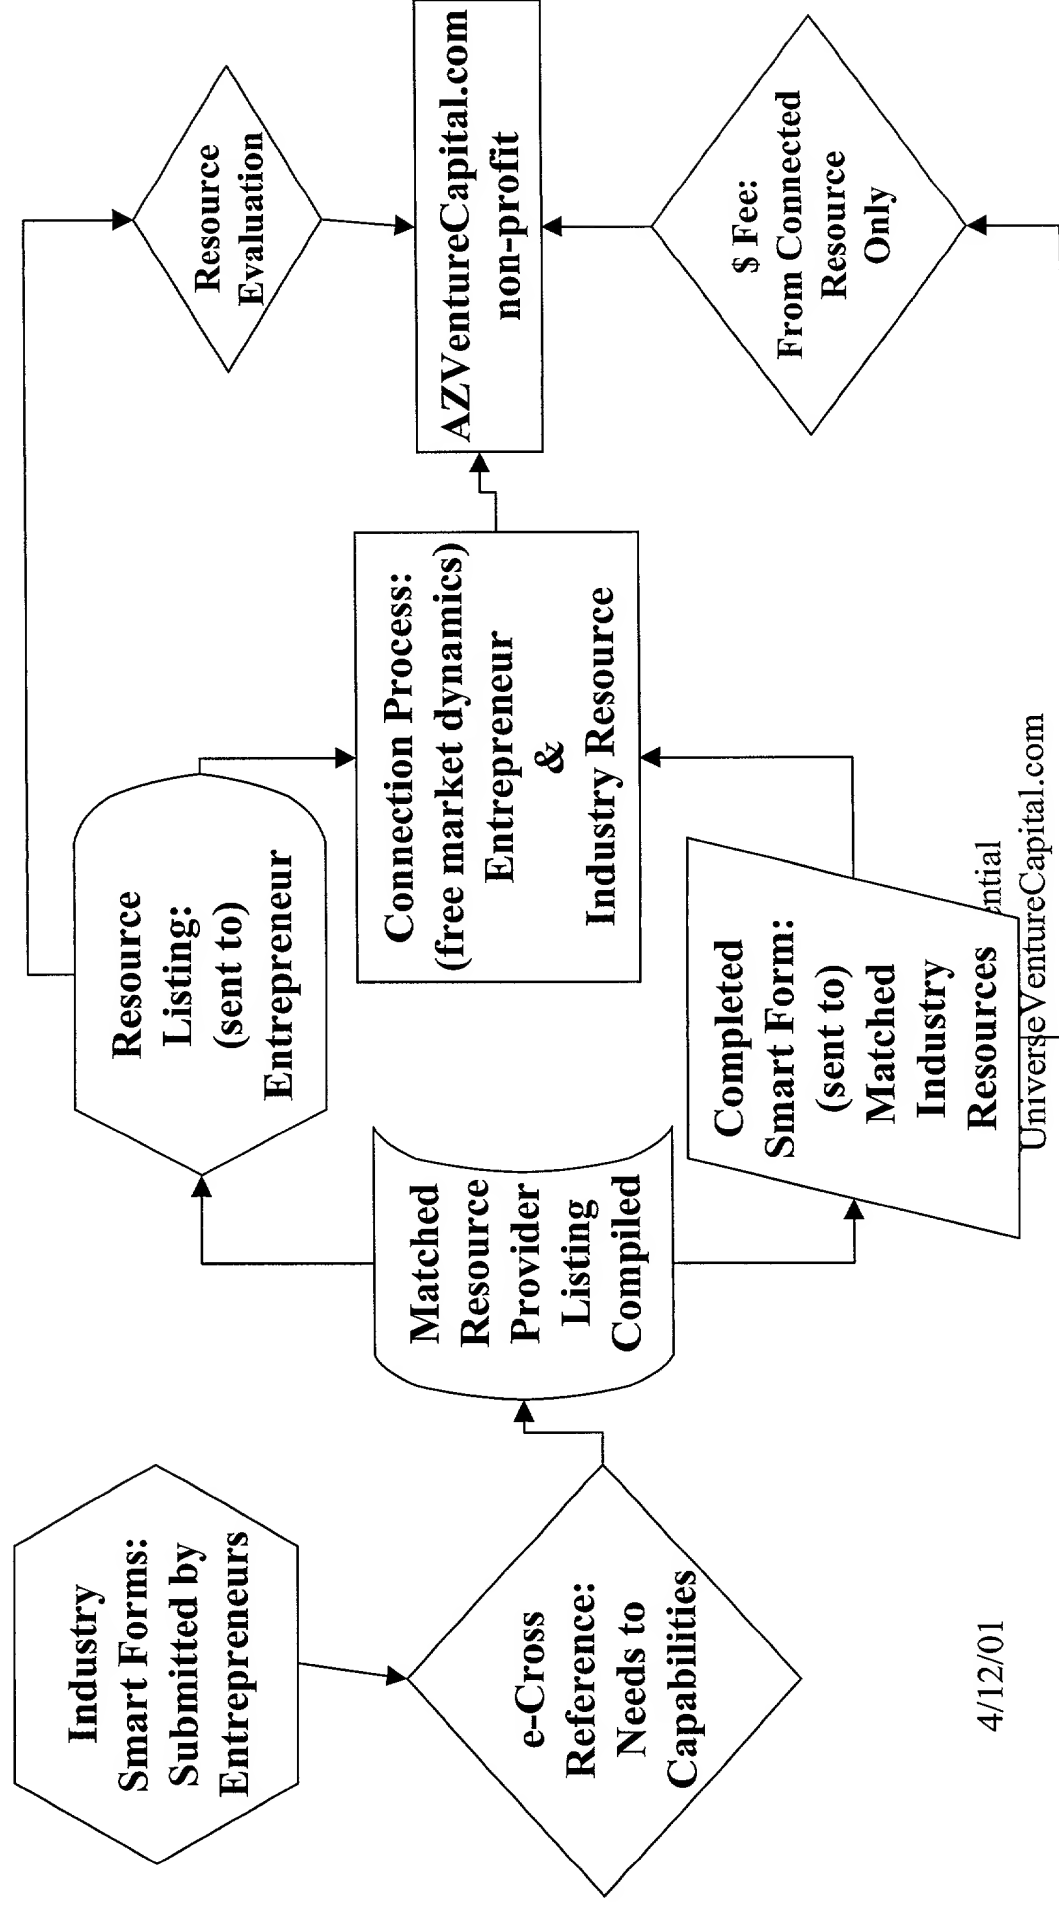 Industry
Smart Forms:
Submitted by
Entrepreneurs
e-Cross
Reference:
Needs to
Capabilities
Matched
Resource
Provider
Listing
Compiled
Resource
Listing:
(sent to)
Entrepreneur
Completed
Smart Form:
(sent to)
Matched
Industry
Resources
Connection Process:
(free market dynamics)
Entrepreneur
&
Industry Resource
Resource
Evaluation
AZVentureCapital.com
non-profit
$ Fee:
From Connected
Resource
Only
4/12/01
ential
UniverseVentureCapital.com